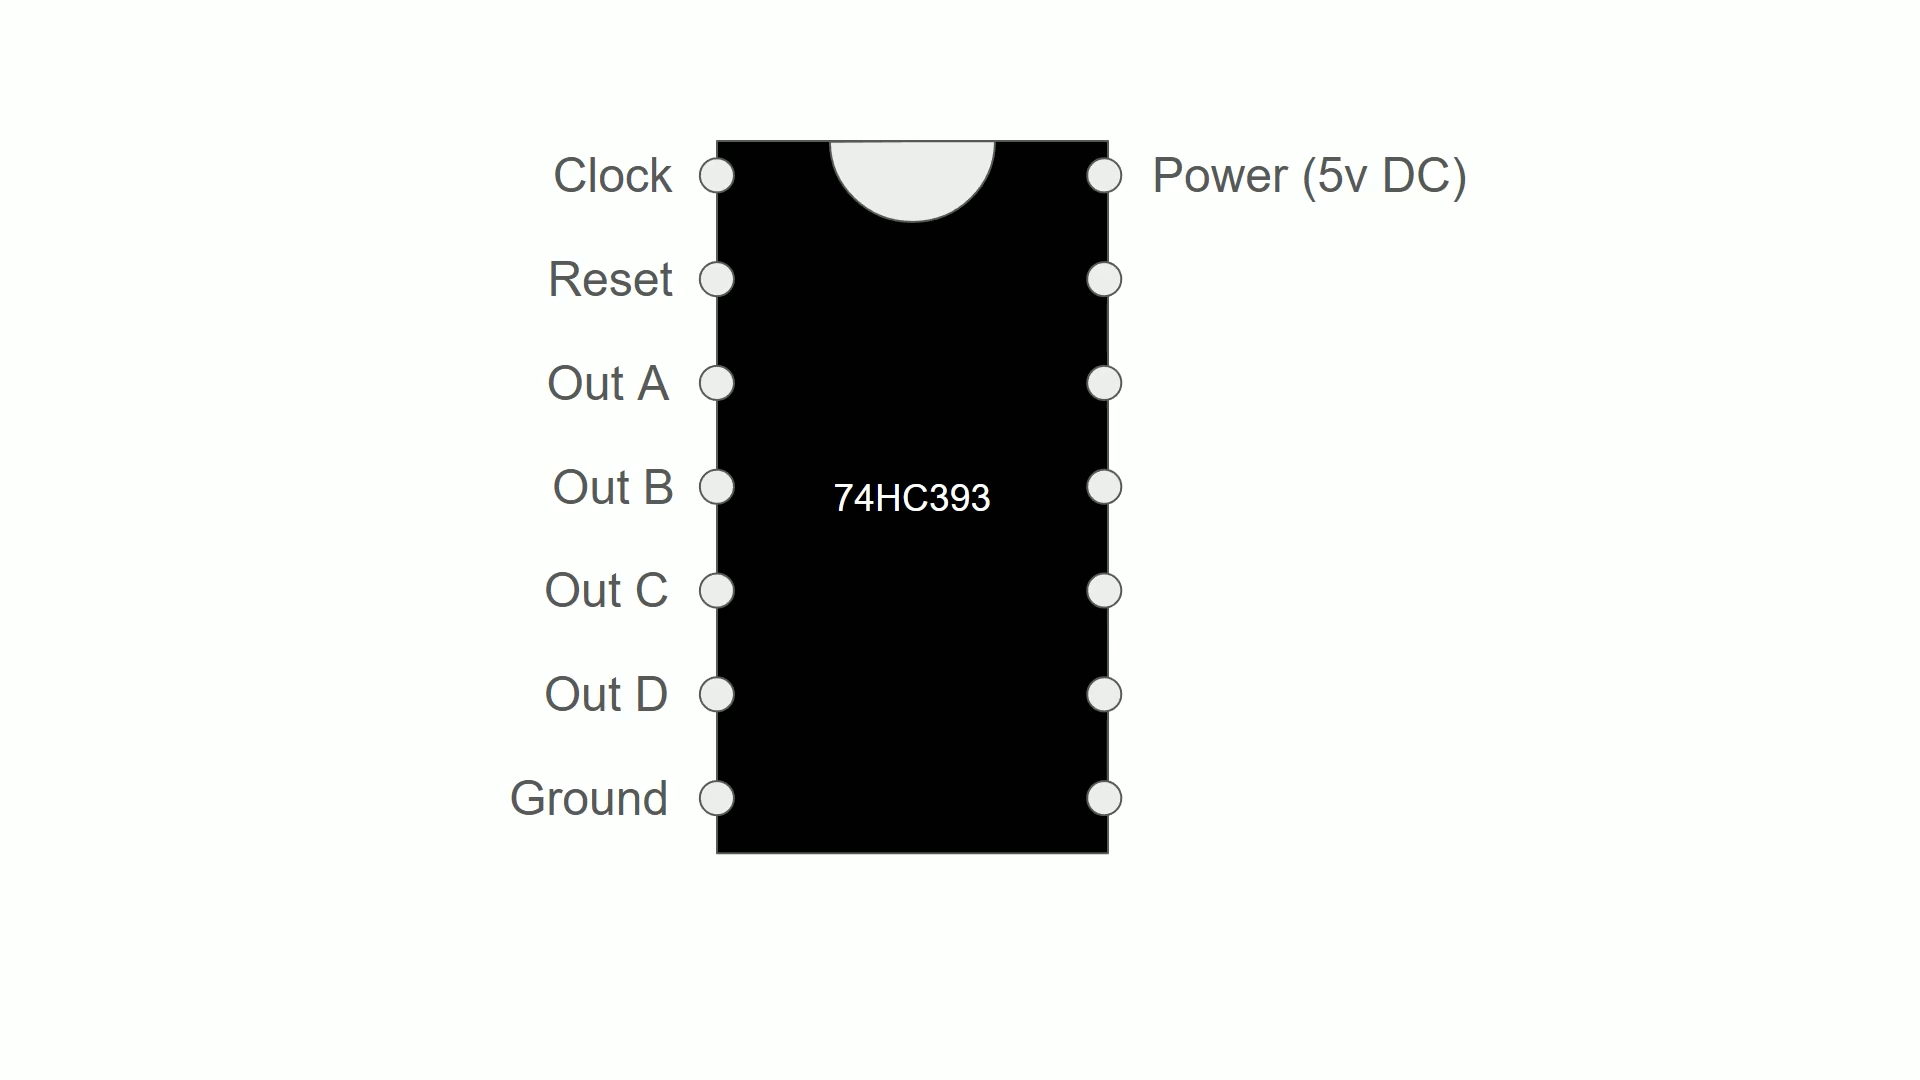 Clock
Power (5v DC)
Reset
Out A
Out B
74HC393
Out C
Out D
Ground